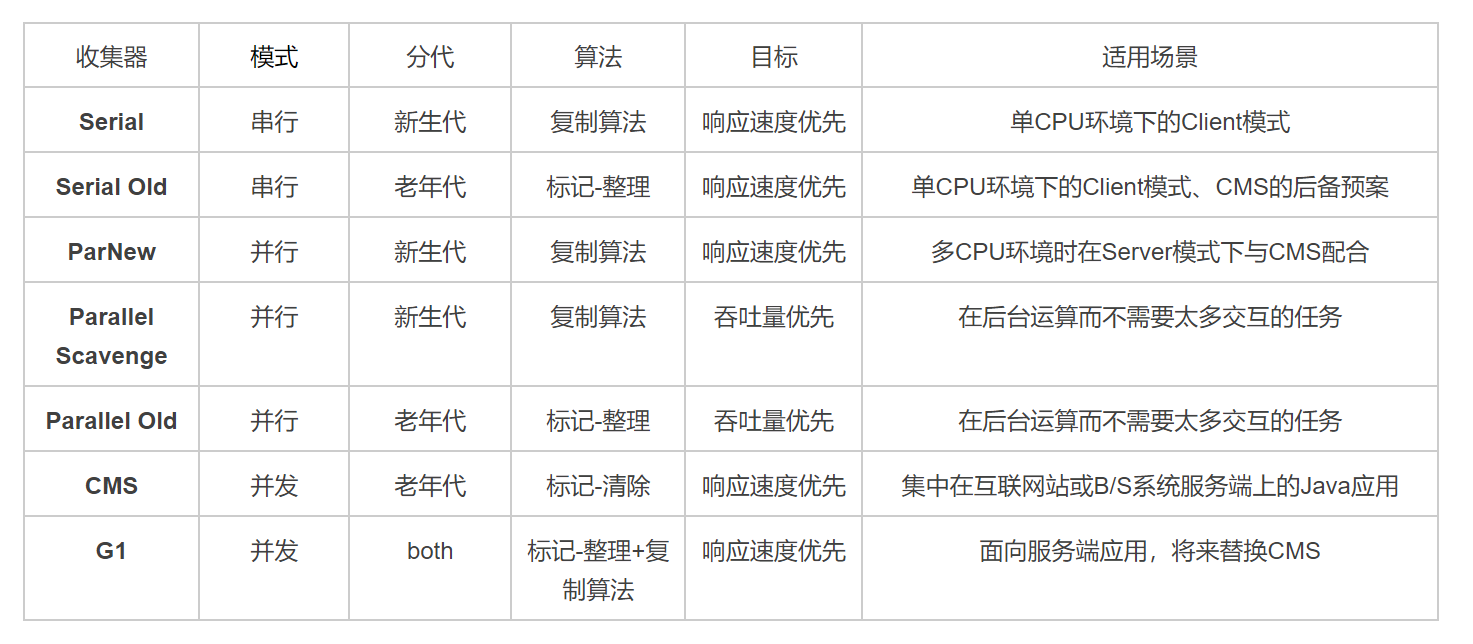 收集器 模式 分代 算法 目标 适用场景
Serial 串行 新生代 复制算法 响应速度优先 单CPU环境下的Client模式
Serial Old 串行 老年代 标记-整理 响应速度优先 单CPU环境下的Client模式、CMS的后备预案
ParNew 并行 新生代 复制算法 响应速度优先 多CPU环境时在Server模式下与CMS配合
Parallel 并行 新生代 复制算法 吞吐量优先 在后台运算而不需要太多交互的任务
Scavenge
Parallel Old 并行 老年代 标记-整理 吞吐量优先 在后台运算而不需要太多交互的任务
CMS 并发 老年代 标记-清除 响应速度优先 集中在互联网站或B/S系统服务端上的Java应用
G1 并发 both 标记-整理+复 响应速度优先 面向服务端应用，将来替换CMS
制算法